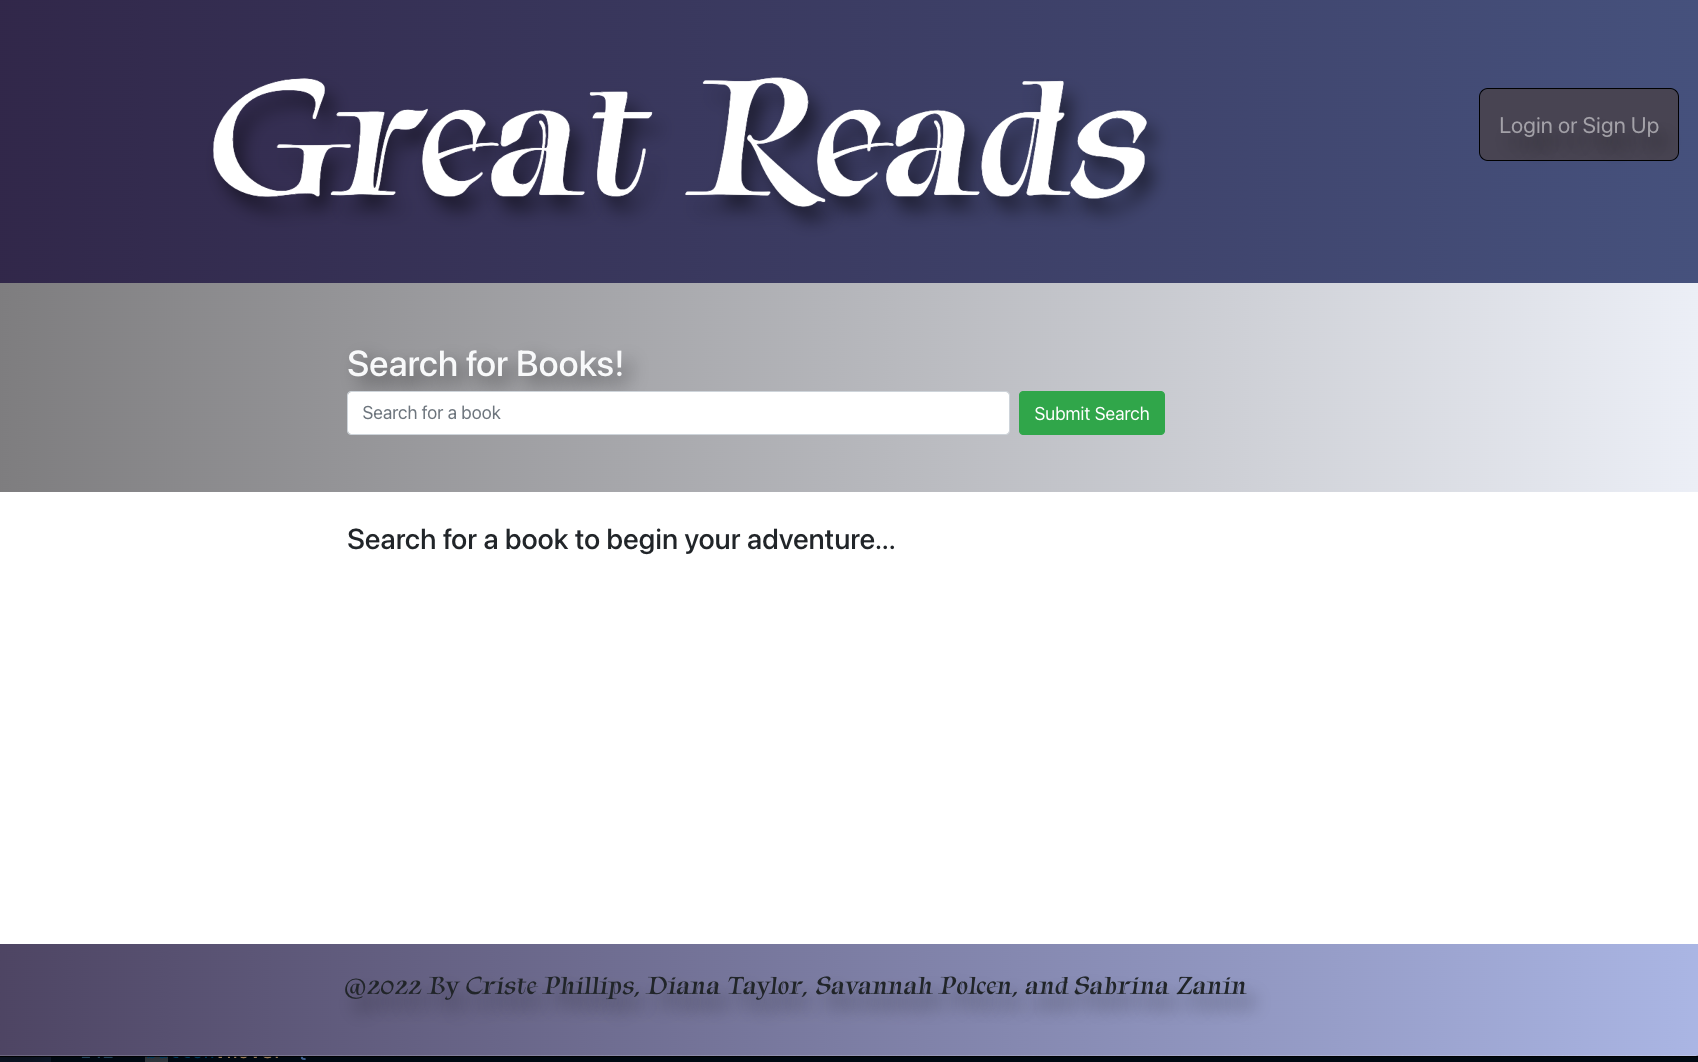 Great Reads
Login or Sign Up
Search for Books!
Search for a book
Submit Search
Search for a book to begin your adventure...
@2022 By Criste Phillips, Diana Taylor, Savannah Polcen, and Sabrina Zanin